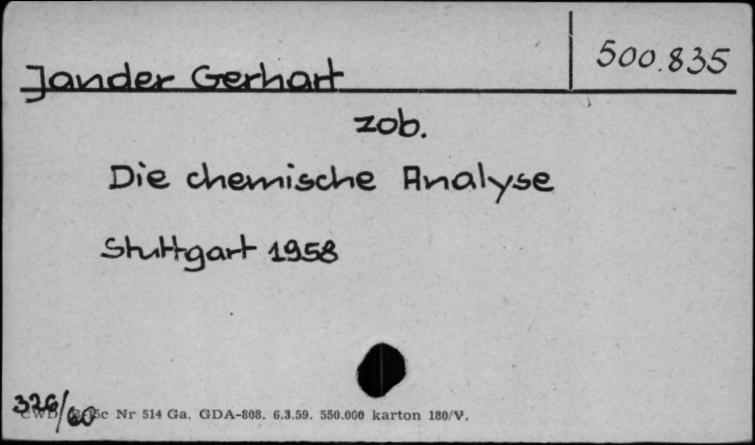 Jander Gerhart 500.835
zob.
Die chemische Analyse
Stuttgart 1958
326/60
Nr 514 Ga. GDA-808. 6.3.59. 550.000 karton 180/V.